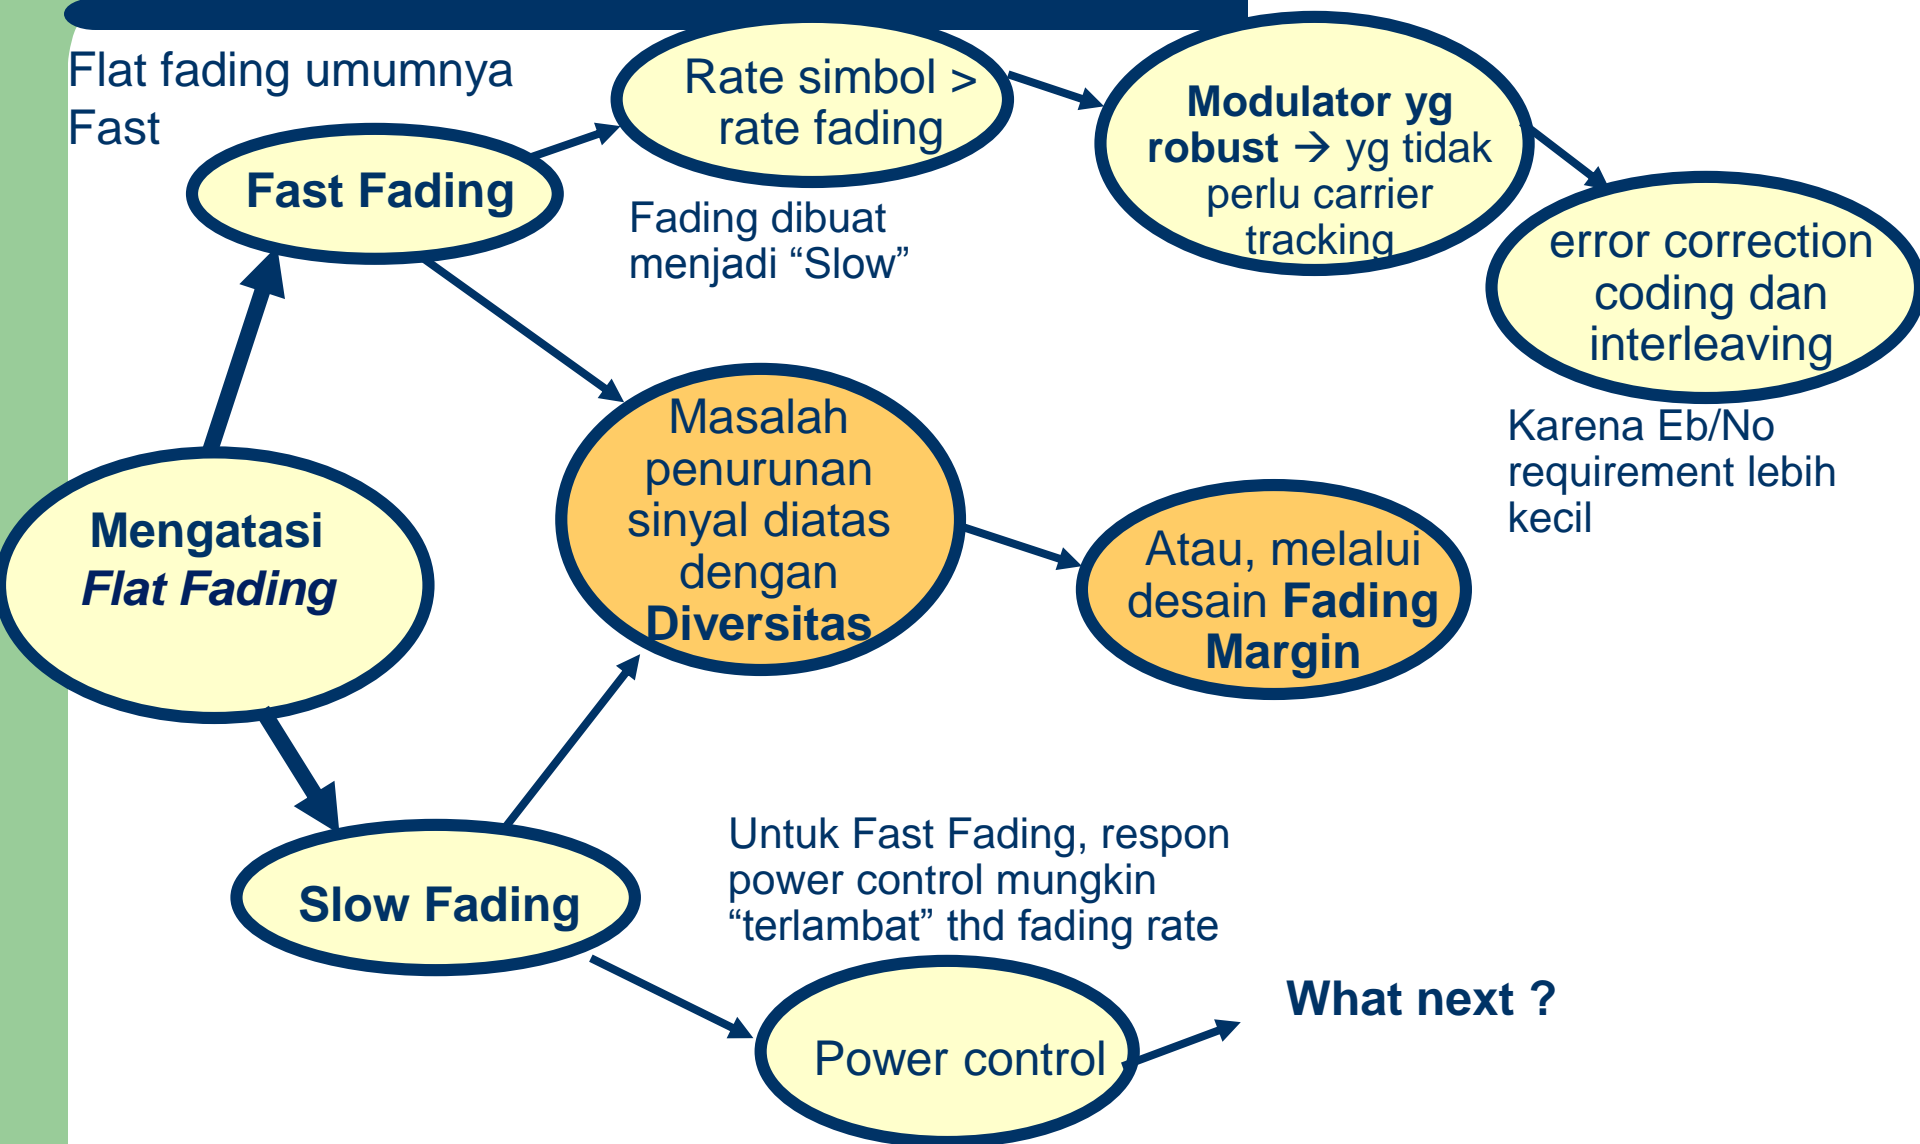 Flat fading umumnya
Fast
Fast Fading
Rate simbol >
rate fading
Fading dibuat
menjadi “Slow”
Modulator yg
robust → yg tidak
perlu carrier
tracking
error correction
coding dan
interleaving
Karena Eb/No
requirement lebih
kecil
Mengatasi
Flat Fading
Masalah
penurunan
sinyal diatas
dengan
Diversitas
Atau, melalui
desain Fading
Margin
Slow Fading
Untuk Fast Fading, respon
power control mungkin
“terlambat” thd fading rate
Power control
What next ?